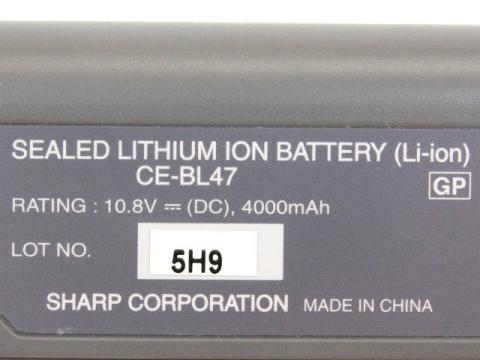 SEALED LITHIUM ION BATTERY (Li-ion)
CE-BL47
GP
RATING : 10.8V ⎓ (DC), 4000mAh
LOT NO. 5H9
SHARP CORPORATION MADE IN CHINA